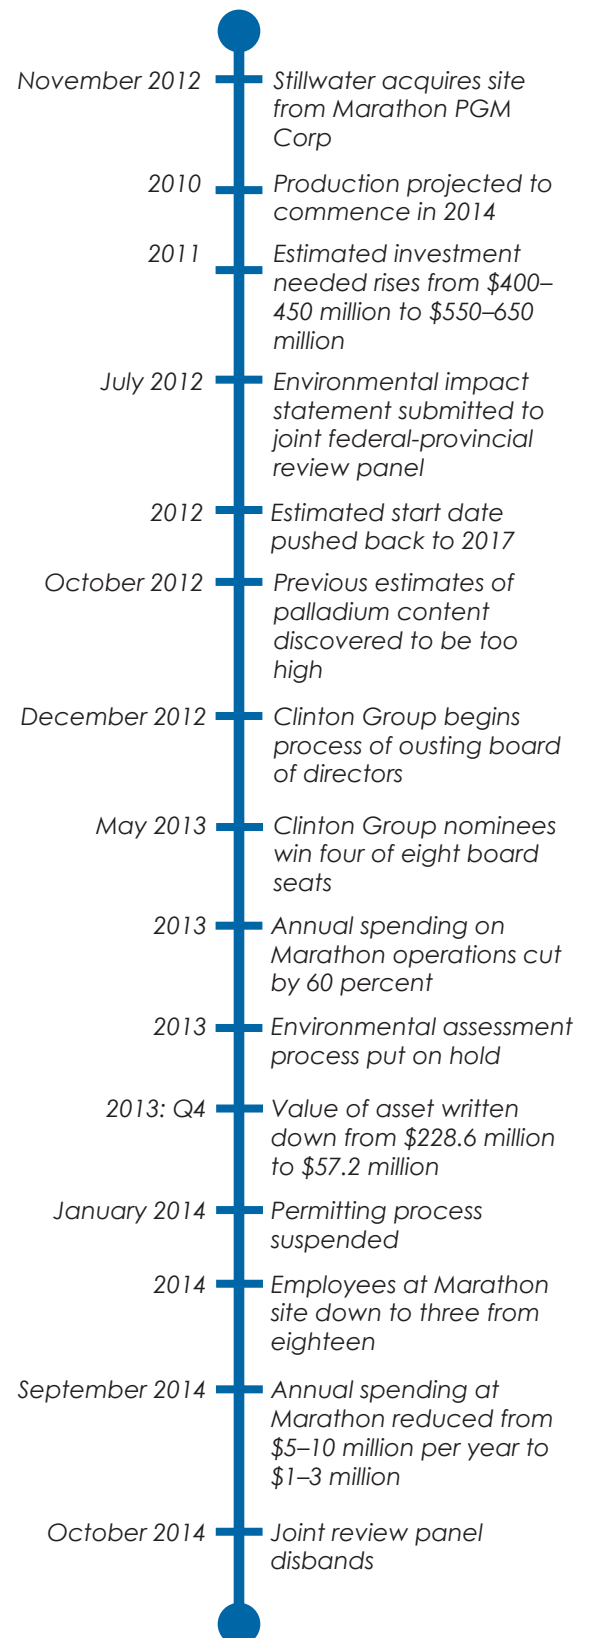 November 2012 Stillwater acquires site
from Marathon PGM
Corp
2010 Production projected to
commence in 2014
2011 Estimated investment
needed rises from $400–
450 million to $550–650
million
July 2012 Environmental impact
statement submitted to
joint federal-provincial
review panel
2012 Estimated start date
pushed back to 2017
October 2012 Previous estimates of
palladium content
discovered to be too
high
December 2012 Clinton Group begins
process of ousting board
of directors
May 2013 Clinton Group nominees
win four of eight board
seats
2013 Annual spending on
Marathon operations cut
by 60 percent
2013 Environmental assessment
process put on hold
2013: Q4 Value of asset written
down from $228.6 million
to $57.2 million
January 2014 Permitting process
suspended
2014 Employees at Marathon
site down to three from
eighteen
September 2014 Annual spending at
Marathon reduced from
$5–10 million per year to
$1–3 million
October 2014 Joint review panel
disbands